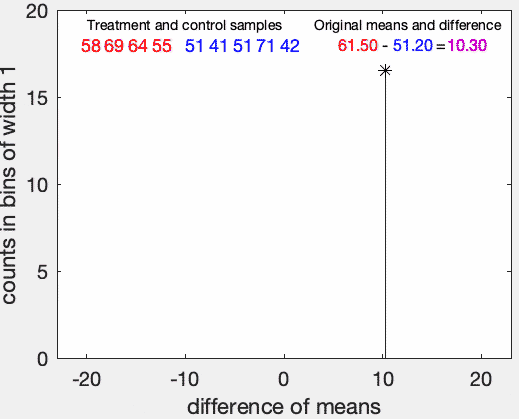 Treatment and control samples
58 69 64 55 51 41 51 71 42
Original means and difference
61.50 - 51.20 = 10.30
20
15
10
5
0
counts in bins of width 1
-20 -10 0 10 20
difference of means